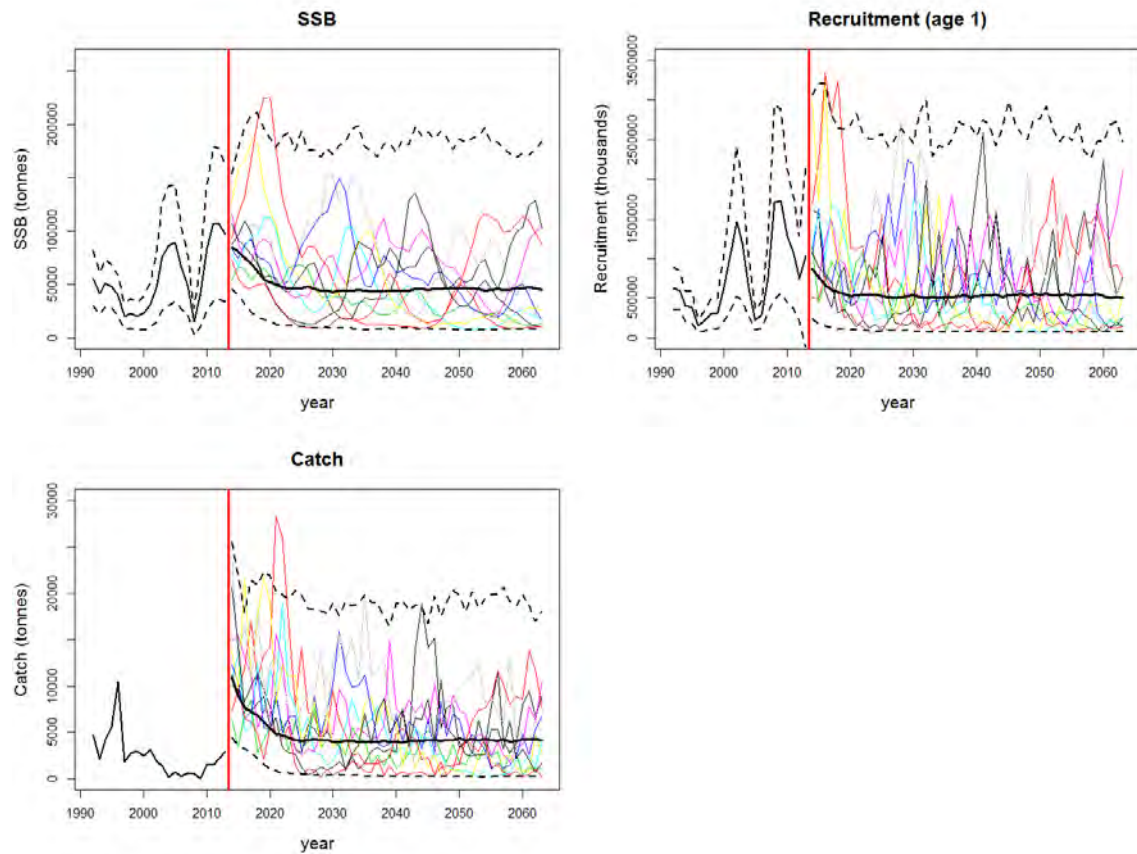 SSB
SSB (tonnes)
200000
100000
50000
0
1990 2000 2010 2020 2030 2040 2050 2060
year
Recruitment (age 1)
Recruitment (thousands)
3500000
2500000
1500000
500000
0
1990 2000 2010 2020 2030 2040 2050 2060
year
Catch
Catch (tonnes)
30000
20000
10000
5000
0
1990 2000 2010 2020 2030 2040 2050 2060
year